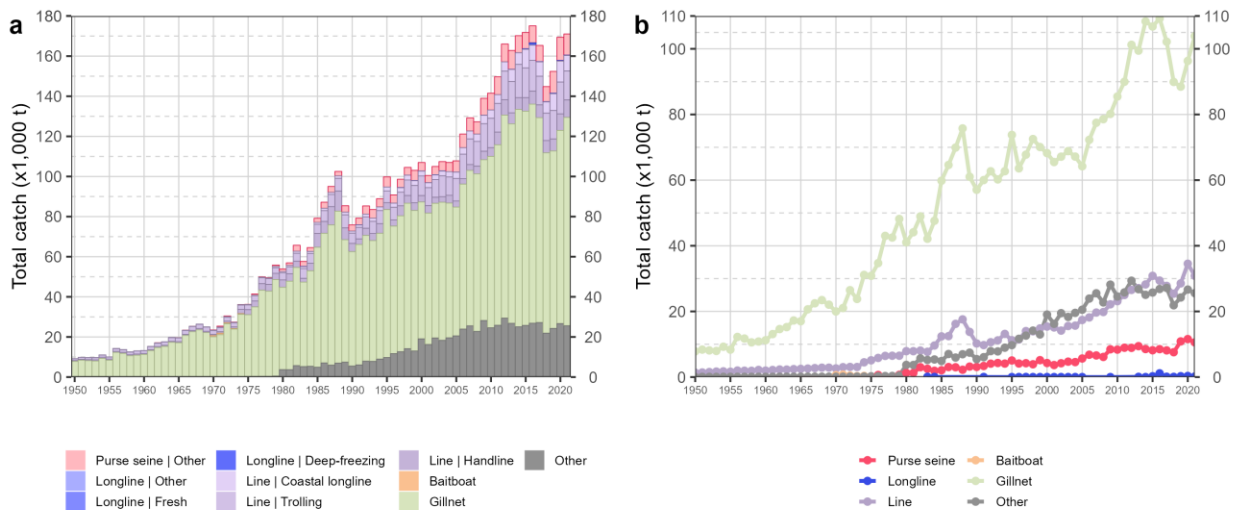 a
Total catch (x1,000 t)
180 180
160 160
140 140
120 120
100 100
80 80
60 60
40 40
20 20
0 0
1950 1955 1960 1965 1970 1975 1980 1985 1990 1995 2000 2005 2010 2015 2020
Purse seine | Other
Longline | Other
Longline | Fresh
Longline | Deep-freezing
Line | Coastal longline
Line | Trolling
Line | Handline
Baitboat
Gillnet
Other
b
Total catch (x1,000 t)
110 110
100 100
80 80
60 60
40 40
20 20
0 0
1950 1955 1960 1965 1970 1975 1980 1985 1990 1995 2000 2005 2010 2015 2020
Purse seine
Longline
Line
Baitboat
Gillnet
Other